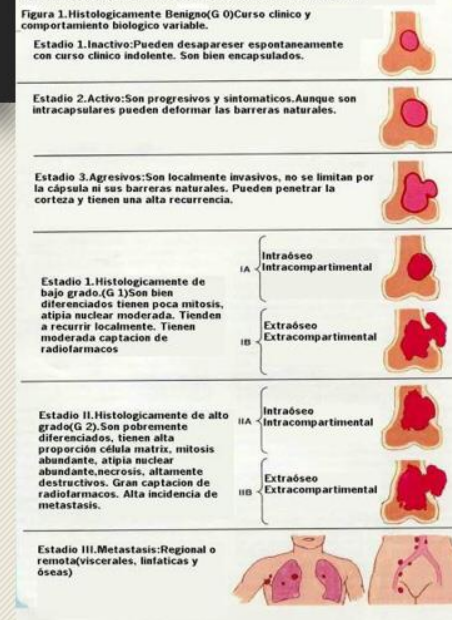 Figura 1.Histologicamente Benigno(G 0)Curso clinico y
comportamiento biologico variable.
Estadio 1.Inactivo:Pueden desapareser espontaneamente
con curso clinico indolente. Son bien encapsulados.
Estadio 2.Activo:Son progresivos y sintomaticos.Aunque son
intracapsulares pueden deformar las barreras naturales.
Estadio 3.Agresivos:Son localmente invasivos, no se limitan por
la cápsula ni sus barreras naturales. Pueden penetrar la
corteza y tienen una alta recurrencia.
Estadio 1.Histologicamente de
bajo grado.(G 1)Son bien
diferenciados tienen poca mitosis,
atipia nuclear moderada. Tienden
a recurrir localmente. Tienen
moderada captacion de
radiofarmacos
IA
Intraóseo
Intracompartimental
IB
Extraóseo
Extracompartimental
Estadio II.Histologicamente de alto
grado(G 2).Son pobremente
diferenciados, tienen alta
proporción célula matrix, mitosis
abundante, atipia nuclear
abundante,necrosis, altamente
destructivos. Gran captacion de
radiofarmacos. Alta incidencia de
metastasis.
IIA
Intraóseo
Intracompartimental
IIB
Extraóseo
Extracompartimental
Estadio III.Metastasis:Regional o
remota(viscerales, linfaticas y
óseas)